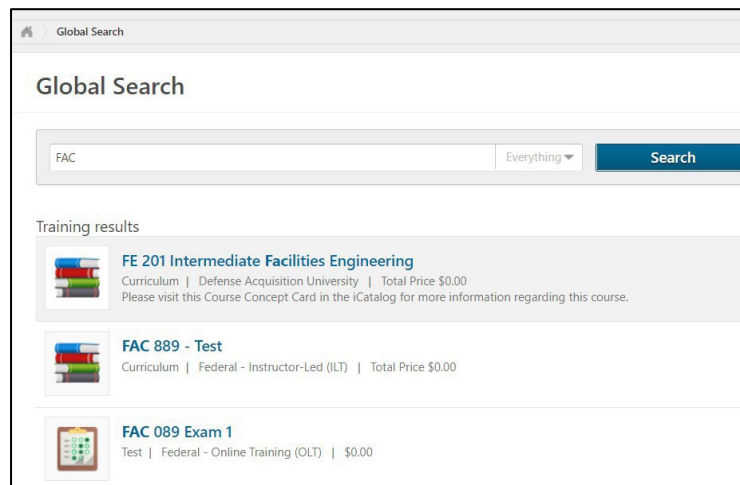 Global Search
Global Search
FAC
Everything
Search
Training results
FE 201 Intermediate Facilities Engineering
Curriculum | Defense Acquisition University | Total Price $0.00
Please visit this Course Concept Card in the iCatalog for more information regarding this course.
FAC 889 - Test
Curriculum | Federal - Instructor-Led (ILT) | Total Price $0.00
FAC 089 Exam 1
Test | Federal - Online Training (OLT) | $0.00